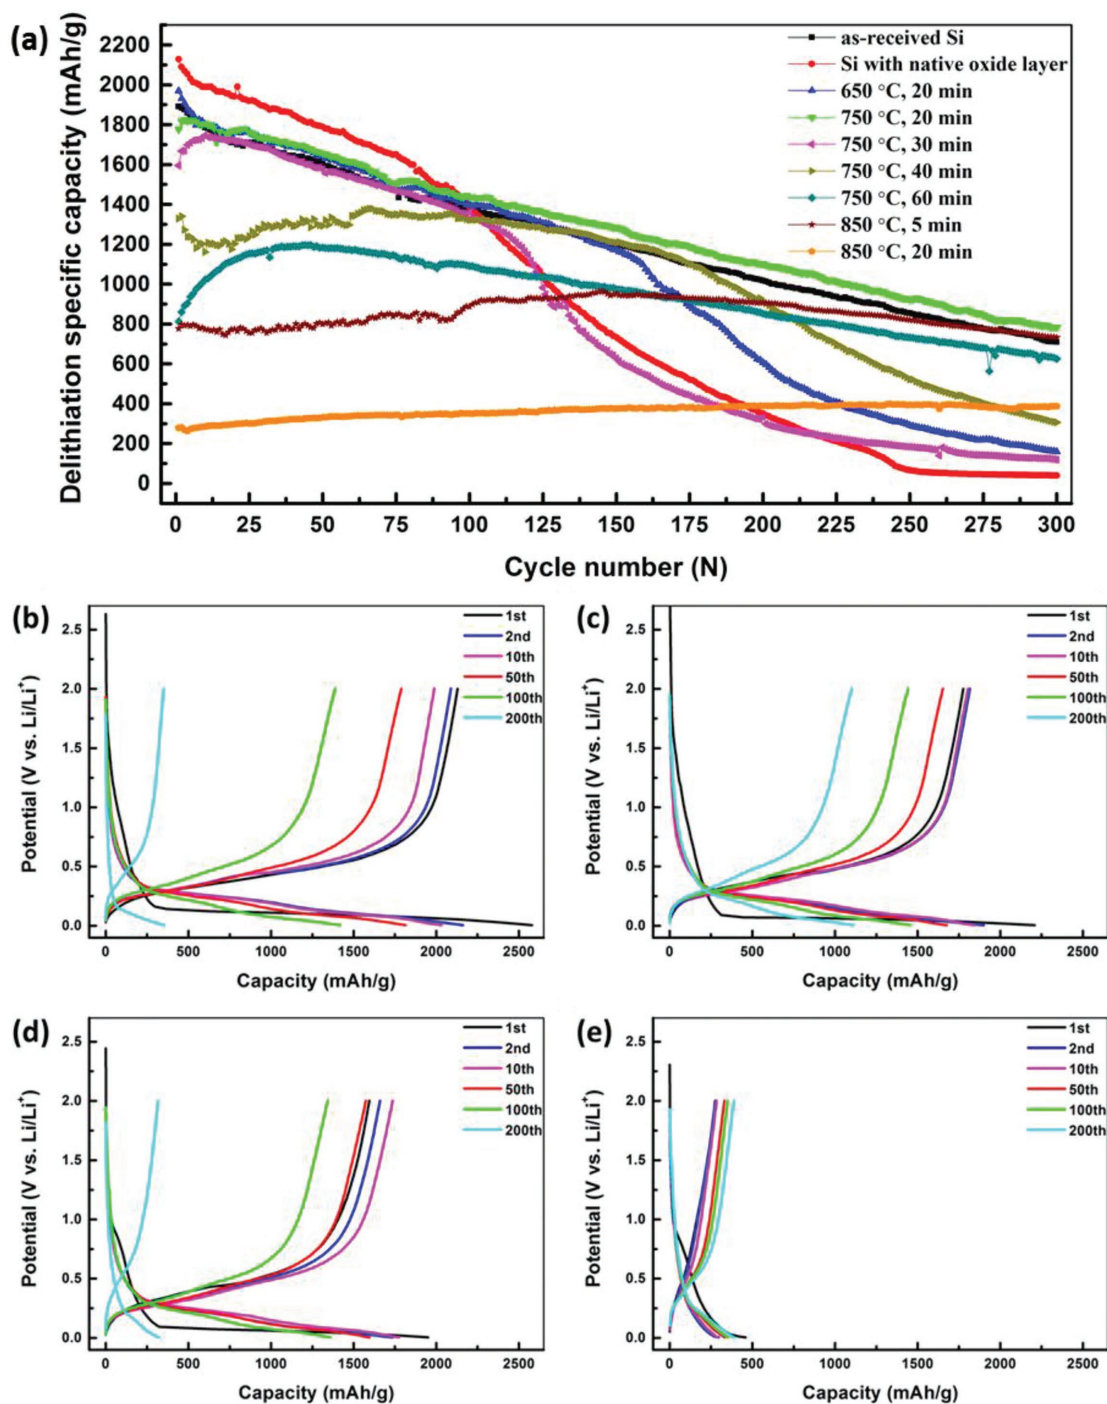 (a)
Delithiation specific capacity (mAh/g)
2200
2000
1800
1600
1400
1200
1000
800
600
400
200
0
as-received Si
Si with native oxide layer
650 °C, 20 min
750 °C, 20 min
750 °C, 30 min
750 °C, 40 min
750 °C, 60 min
850 °C, 5 min
850 °C, 20 min
0 25 50 75 100 125 150 175 200 225 250 275 300
Cycle number (N)
(b)
Potential (V vs. Li/Li⁺)
2.5
2.0
1.5
1.0
0.5
0.0
1st
2nd
10th
50th
100th
200th
0 500 1000 1500 2000 2500
Capacity (mAh/g)
(c)
Potential (V vs. Li/Li⁺)
2.5
2.0
1.5
1.0
0.5
0.0
1st
2nd
10th
50th
100th
200th
0 500 1000 1500 2000 2500
Capacity (mAh/g)
(d)
Potential (V vs. Li/Li⁺)
2.5
2.0
1.5
1.0
0.5
0.0
1st
2nd
10th
50th
100th
200th
0 500 1000 1500 2000 2500
Capacity (mAh/g)
(e)
Potential (V vs. Li/Li⁺)
2.5
2.0
1.5
1.0
0.5
0.0
1st
2nd
10th
50th
100th
200th
0 500 1000 1500 2000 2500
Capacity (mAh/g)